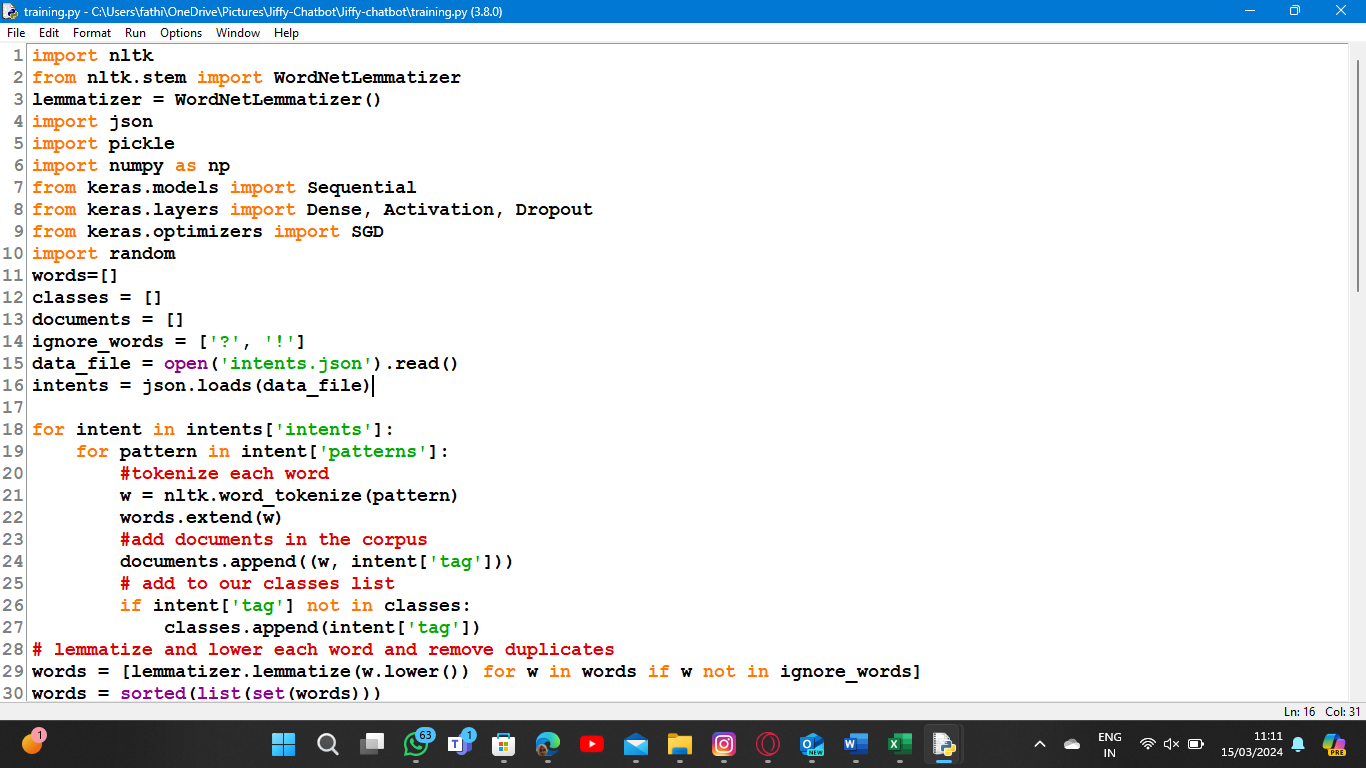 training.py - C:\Users\fathi\OneDrive\Pictures\Jiffy-Chatbot\Jiffy-chatbot\training.py (3.8.0)
File Edit Format Run Options Window Help
1 import nltk
2 from nltk.stem import WordNetLemmatizer
3 lemmatizer = WordNetLemmatizer()
4 import json
5 import pickle
6 import numpy as np
7 from keras.models import Sequential
8 from keras.layers import Dense, Activation, Dropout
9 from keras.optimizers import SGD
10 import random
11 words=[]
12 classes = []
13 documents = []
14 ignore_words = ['?', '!']
15 data_file = open('intents.json').read()
16 intents = json.loads(data_file)
17
18 for intent in intents['intents']:
19     for pattern in intent['patterns']:
20         #tokenize each word
21         w = nltk.word_tokenize(pattern)
22         words.extend(w)
23         #add documents in the corpus
24         documents.append((w, intent['tag']))
25         # add to our classes list
26         if intent['tag'] not in classes:
27             classes.append(intent['tag'])
28 # lemmatize and lower each word and remove duplicates
29 words = [lemmatizer.lemmatize(w.lower()) for w in words if w not in ignore_words]
30 words = sorted(list(set(words)))
Ln: 16 Col: 31
1
63
1
NEW
ENG
IN
11:11
15/03/2024
PRE